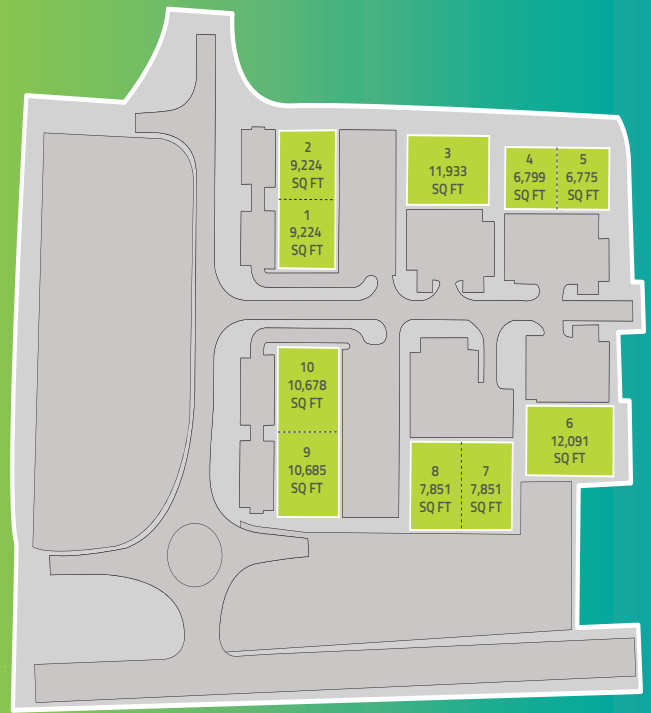 2
9,224
SQ FT
1
9,224
SQ FT
3
11,933
SQ FT
4
6,799
SQ FT
5
6,775
SQ FT
10
10,678
SQ FT
9
10,685
SQ FT
8
7,851
SQ FT
7
7,851
SQ FT
6
12,091
SQ FT